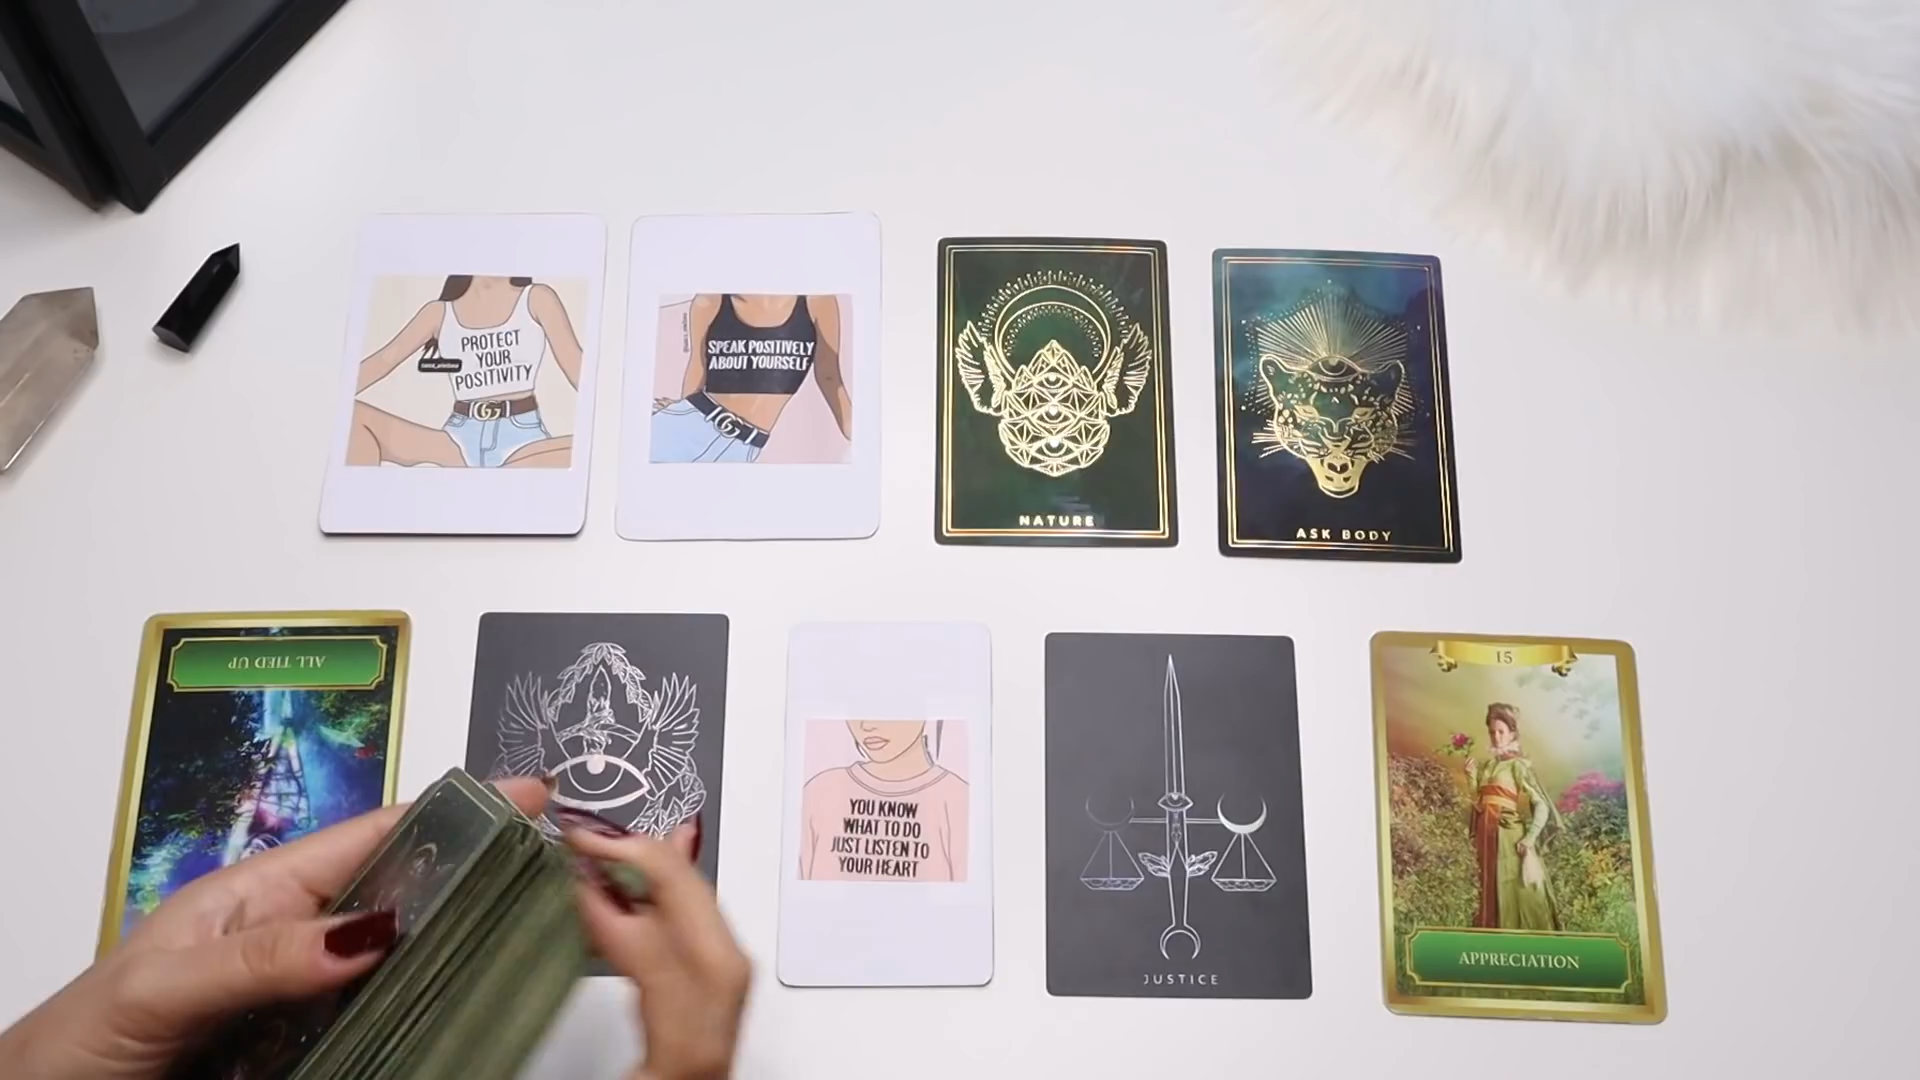 PROTECT
YOUR
POSITIVITY
SPEAK POSITIVELY
ABOUT YOURSELF
NATURE
ASK BODY
ALL TIED UP
YOU KNOW
WHAT TO DO
JUST LISTEN TO
YOUR HEART
JUSTICE
15
APPRECIATION